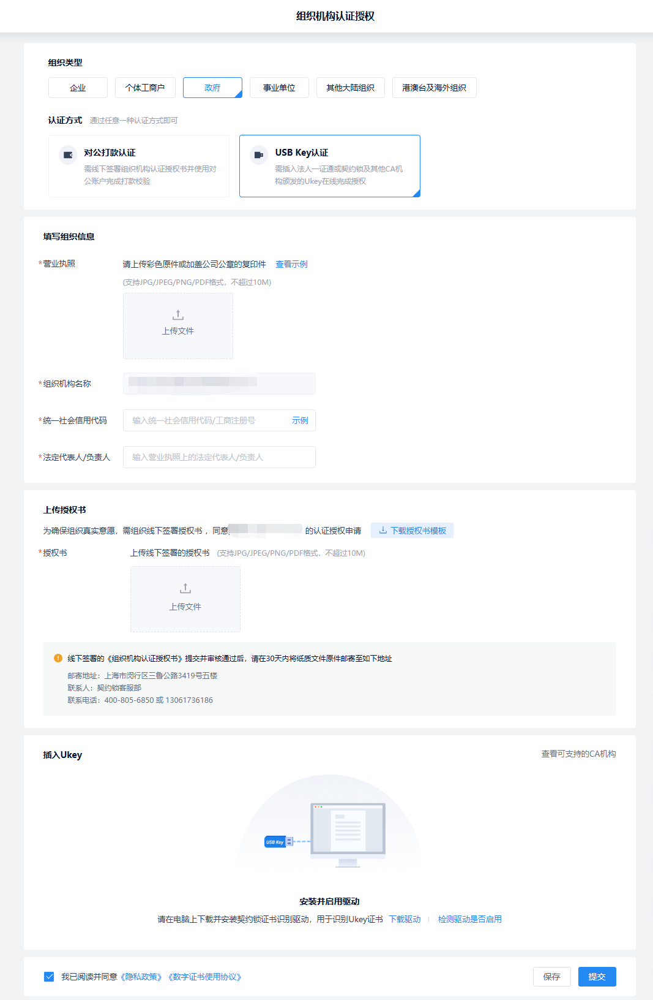 组织机构认证授权
组织类型
企业
个体工商户
政府
事业单位
其他大陆组织
港澳台及海外组织
认证方式 通过任意一种认证方式即可
对公打款认证
需线下签署组织机构认证授权书并使用对
公账户完成打款校验
USB Key认证
需插入法人一证通或契约锁及其他CA机
构颁发的Ukey在线完成授权
填写组织信息
*营业执照
请上传彩色原件或加盖公司公章的复印件 查看示例
(支持JPG/JPEG/PNG/PDF格式，不超过10M)
上传文件
*组织机构名称
*统一社会信用代码
输入统一社会信用代码/工商注册号 示例
*法定代表人/负责人
输入营业执照上的法定代表人/负责人
上传授权书
为确保组织真实意愿，需组织线下签署授权书 ，同意 的认证授权申请 下载授权书模板
*授权书
上传线下签署的授权书 (支持JPG/JPEG/PNG/PDF格式，不超过10M)
上传文件
线下签署的《组织机构认证授权书》提交并审核通过后，请在30天内将纸质文件原件邮寄至如下地址
邮寄地址：上海市闵行区三鲁公路3419号五楼
联系人：契约锁客服部
联系电话：400-805-6850 或 13061736186
插入Ukey
查看可支持的CA机构
USB Key
安装并启用驱动
请在电脑上下载并安装契约锁证书识别驱动，用于识别Ukey证书 下载驱动 | 检测驱动是否启用
我已阅读并同意《隐私政策》《数字证书使用协议》
保存
提交